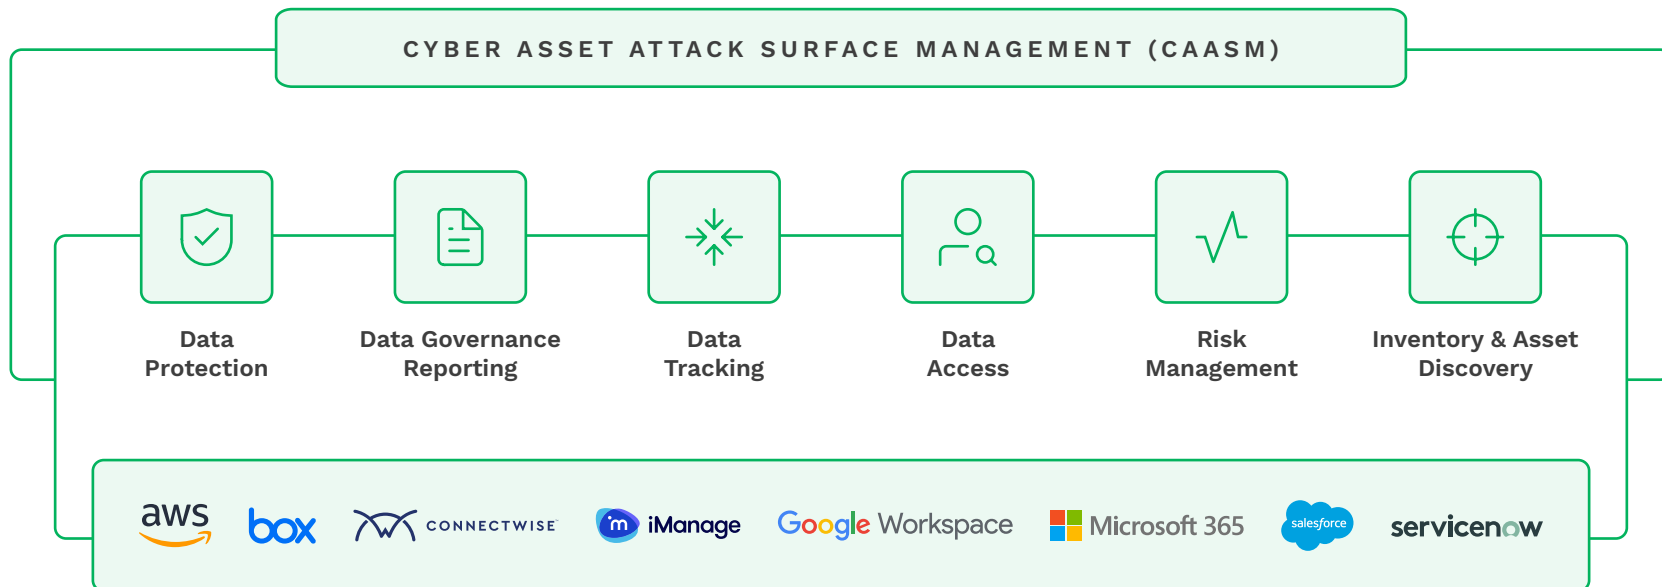 CYBER ASSET ATTACK SURFACE MANAGEMENT (CAASM)
Data
Protection
Data Governance
Reporting
Data
Tracking
Data
Access
Risk
Management
Inventory & Asset
Discovery
aws
box
CONNECTWISE
im iManage
Google Workspace
Microsoft 365
salesforce
servicenow